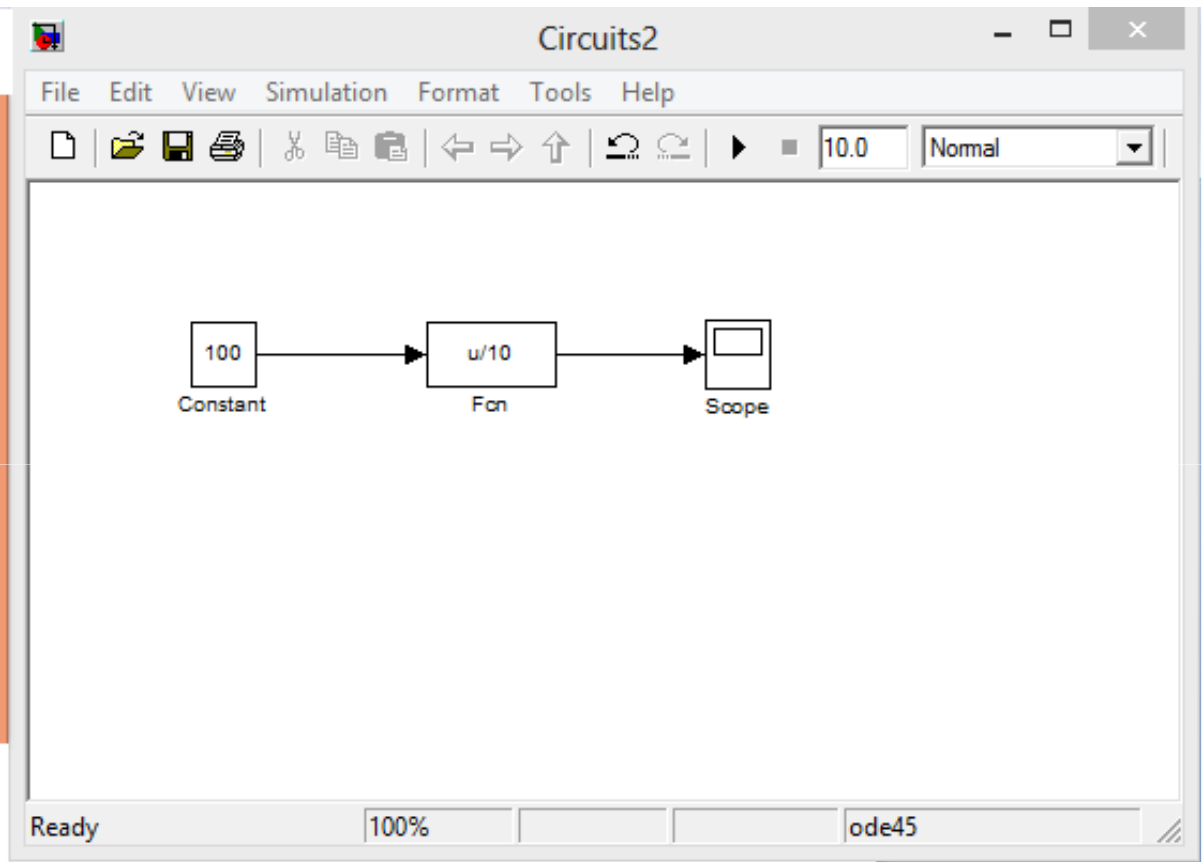 Circuits2
File Edit View Simulation Format Tools Help
10.0 Normal
100 u/10
Constant Fcn Scope
Ready 100% ode45